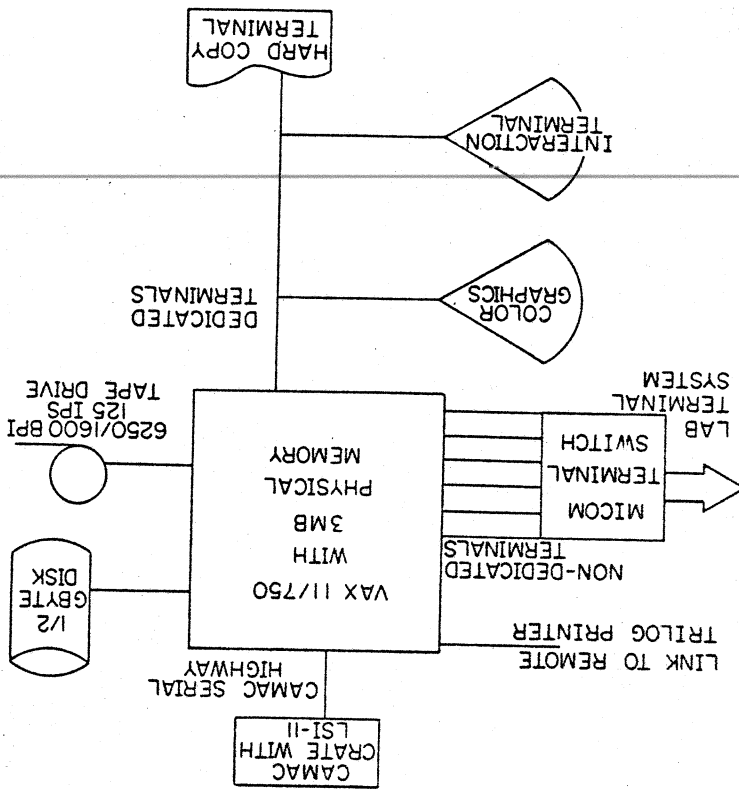 CAMAC
CRATE WITH
LSI-11
CAMAC SERIAL
HIGHWAY
LINK TO REMOTE
TRILOG PRINTER
1/2
GBYTE
DISK
VAX 11/750
WITH
3MB
PHYSICAL
MEMORY
NON-DEDICATED
TERMINALS
MICOM
TERMINAL
SWITCH
LAB
TERMINAL
SYSTEM
6250/1600 BPI
125 IPS
TAPE DRIVE
DEDICATED
TERMINALS
COLOR
GRAPHICS
INTERACTION
TERMINAL
HARD COPY
TERMINAL